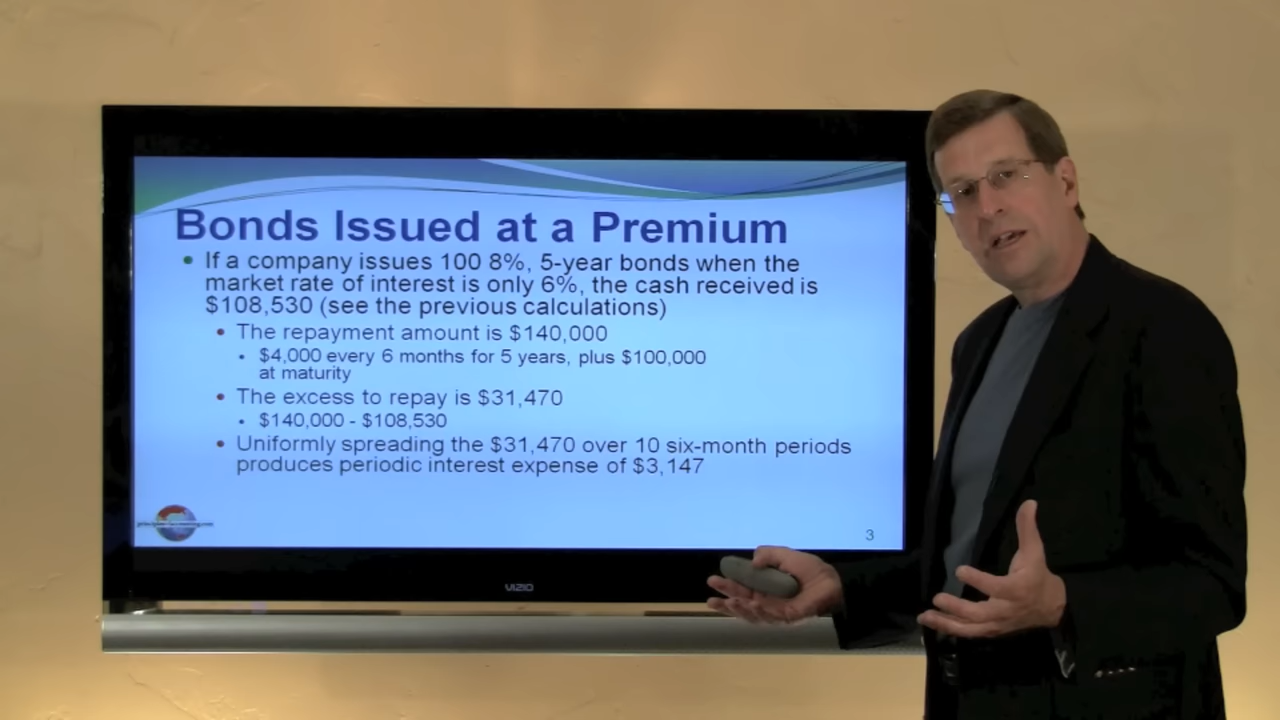 Bonds Issued at a Premium
• If a company issues 100 8%, 5-year bonds when the
market rate of interest is only 6%, the cash received is
$108,530 (see the previous calculations)
• The repayment amount is $140,000
• $4,000 every 6 months for 5 years, plus $100,000
at maturity
• The excess to repay is $31,470
• $140,000 - $108,530
• Uniformly spreading the $31,470 over 10 six-month periods
produces periodic interest expense of $3,147
principlesofaccounting.com
3
VIZIO